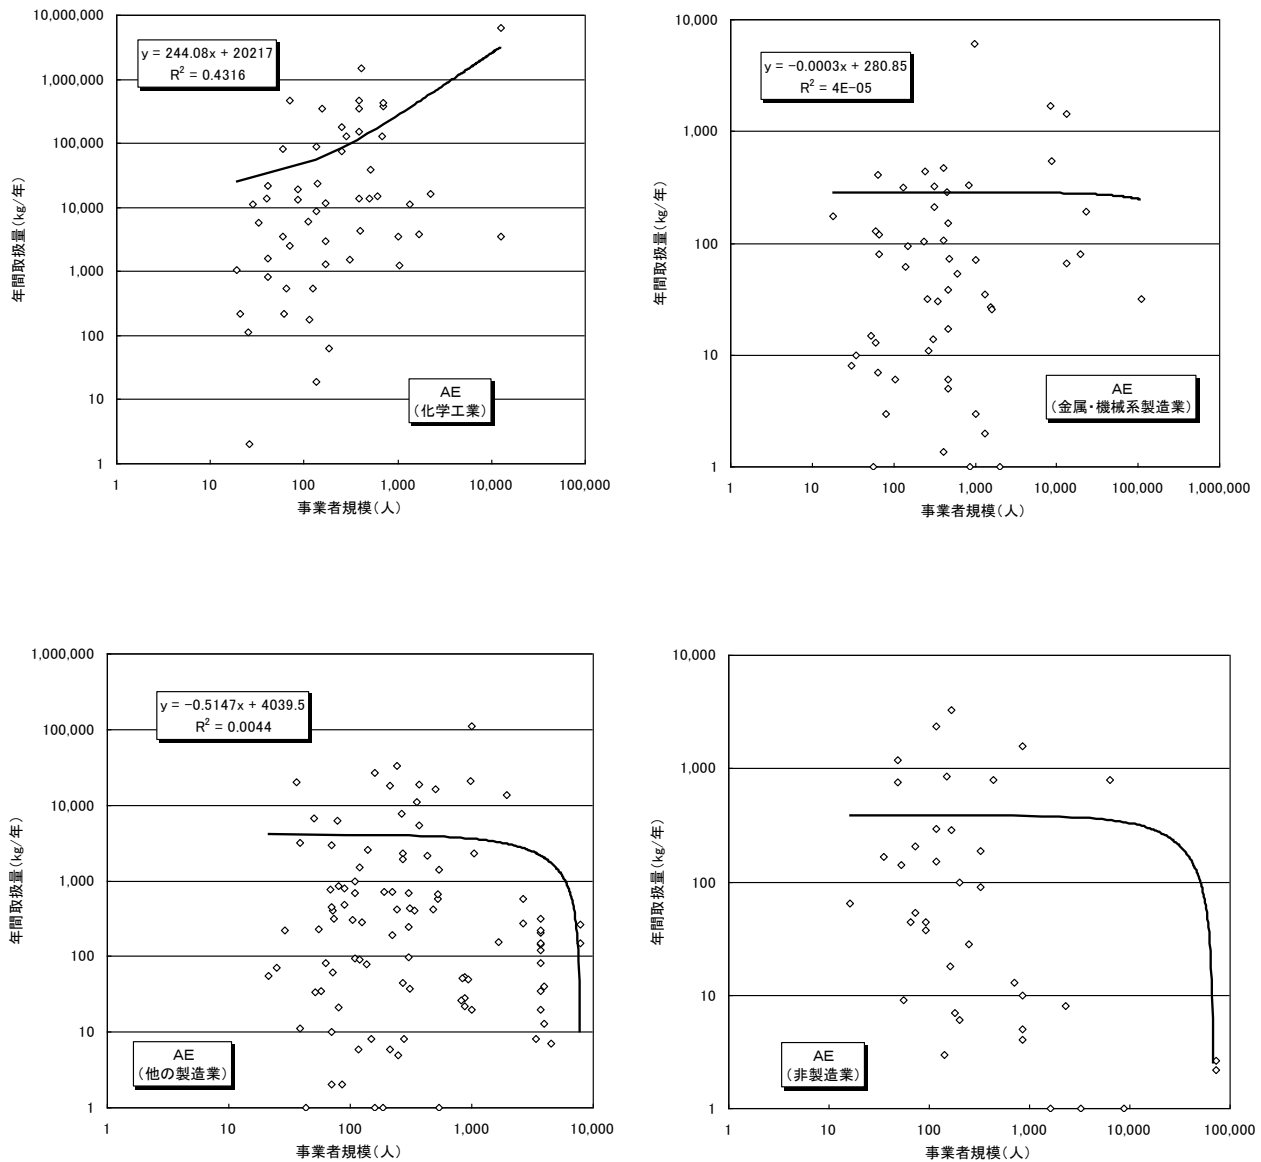 10,000,000
1,000,000
100,000
10,000
1,000
100
10
1
年間取扱量(kg/年)
y = 244.08x + 20217
R² = 0.4316
AE
(化学工業)
1 10 100 1,000 10,000 100,000
事業者規模(人)
10,000
1,000
100
10
1
年間取扱量(kg/年)
y = -0.0003x + 280.85
R² = 4E-05
AE
(金属・機械系製造業)
1 10 100 1,000 10,000 100,000 1,000,000
事業者規模(人)
1,000,000
100,000
10,000
1,000
100
10
1
年間取扱量(kg/年)
y = -0.5147x + 4039.5
R² = 0.0044
AE
(他の製造業)
1 10 100 1,000 10,000
事業者規模(人)
10,000
1,000
100
10
1
年間取扱量(kg/年)
AE
(非製造業)
1 10 100 1,000 10,000 100,000
事業者規模(人)